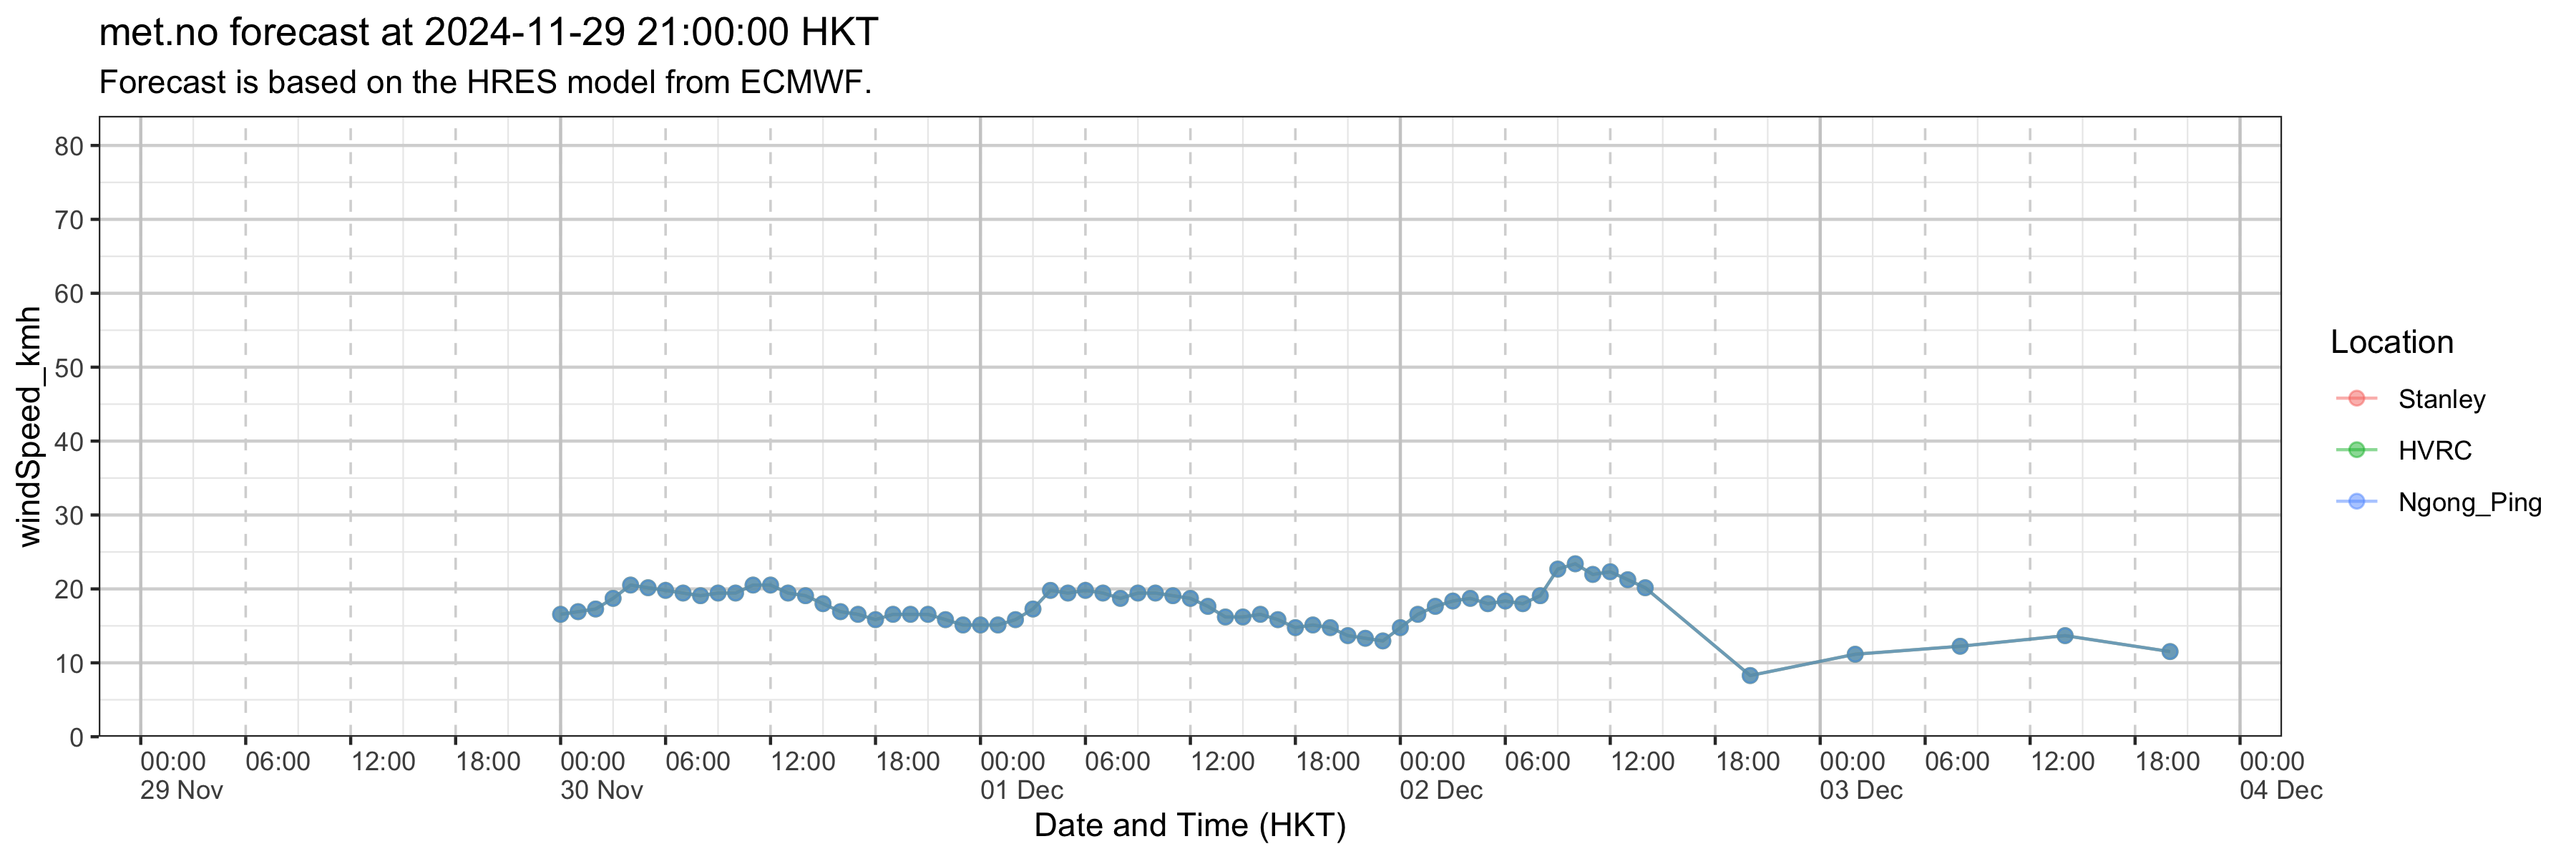 met.no forecast at 2024-11-29 21:00:00 HKT
Forecast is based on the HRES model from ECMWF.
80
70
60
50
40
30
20
10
0
windSpeed_kmh
00:00 06:00 12:00 18:00 00:00 06:00 12:00 18:00 00:00 06:00 12:00 18:00 00:00 06:00 12:00 18:00 00:00 06:00 12:00 18:00 00:00
29 Nov 30 Nov 01 Dec 02 Dec 03 Dec 04 Dec
Date and Time (HKT)
Location
Stanley
HVRC
Ngong_Ping